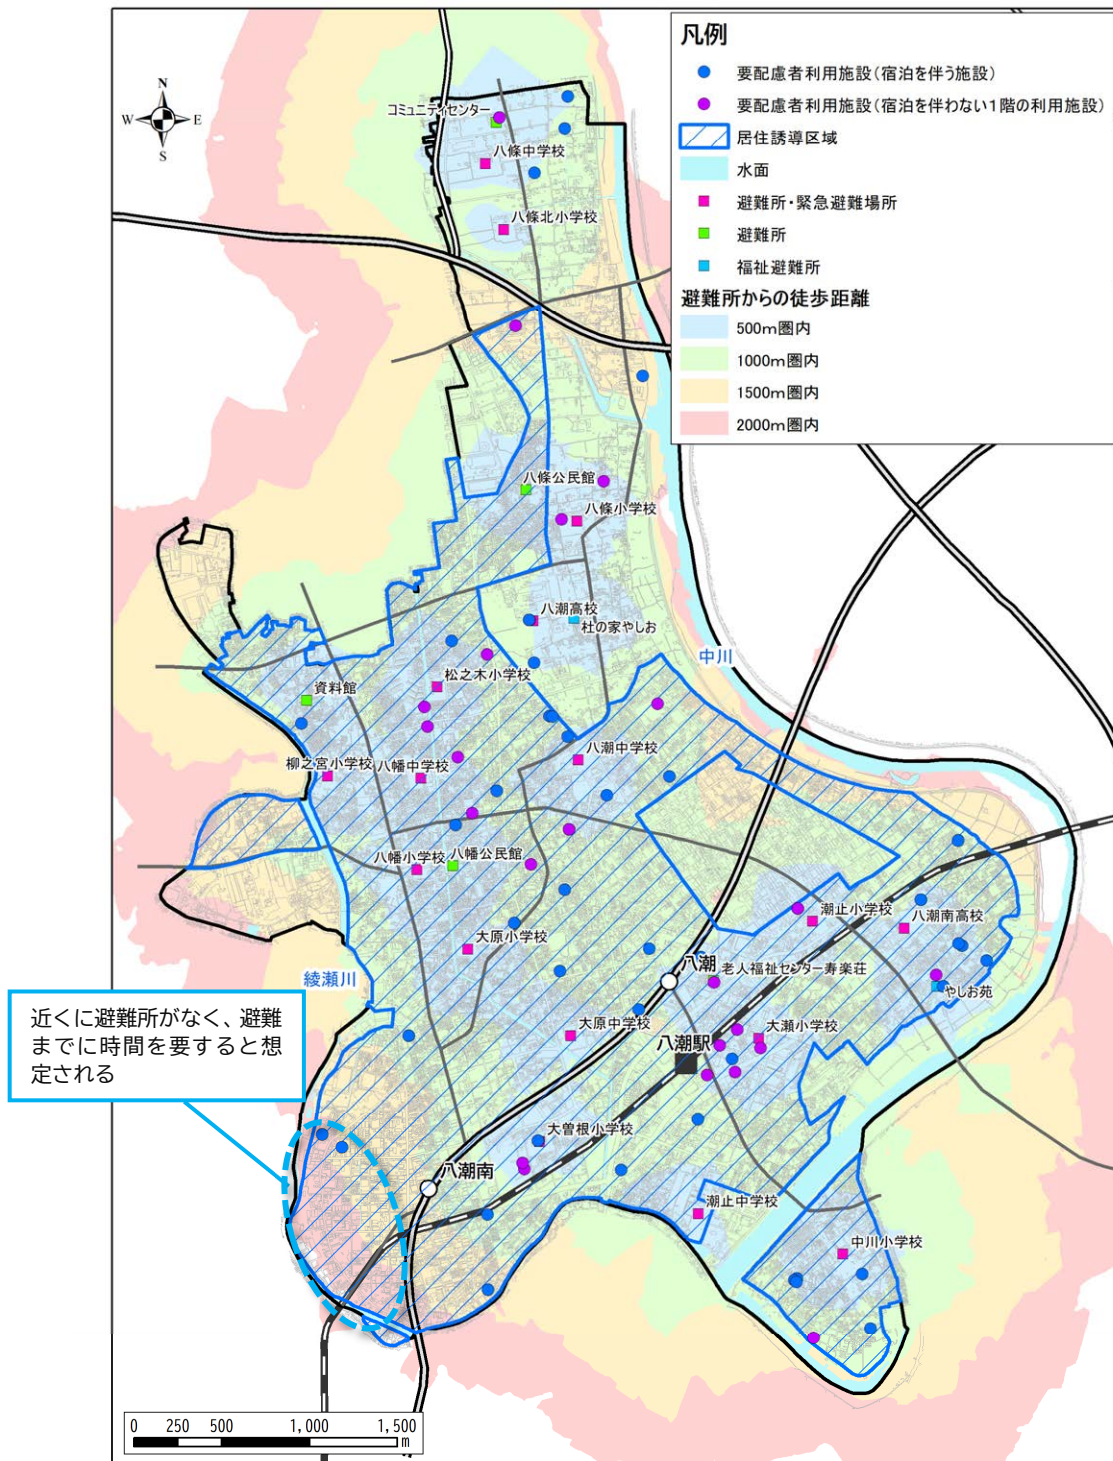 凡例
要配慮者利用施設(宿泊を伴う施設)
要配慮者利用施設(宿泊を伴わない1階の利用施設)
居住誘導区域
水面
避難所・緊急避難場所
避難所
福祉避難所
避難所からの徒歩距離
500m圏内
1000m圏内
1500m圏内
2000m圏内
N
W
E
S
コミュニティセンター
八條中学校
八條北小学校
八條公民館
八條小学校
八潮高校
杜の家やしお
中川
松之木小学校
資料館
八潮中学校
柳之宮小学校
八幡中学校
八幡小学校
八幡公民館
潮止小学校
八潮南高校
大原小学校
八潮
老人福祉センター寿楽荘
綾瀬川
やしお苑
近くに避難所がなく、避難
までに時間を要すると想
定される
大原中学校
大瀬小学校
八潮駅
大曽根小学校
八潮南
潮止中学校
中川小学校
0 250 500 1,000 1,500
m